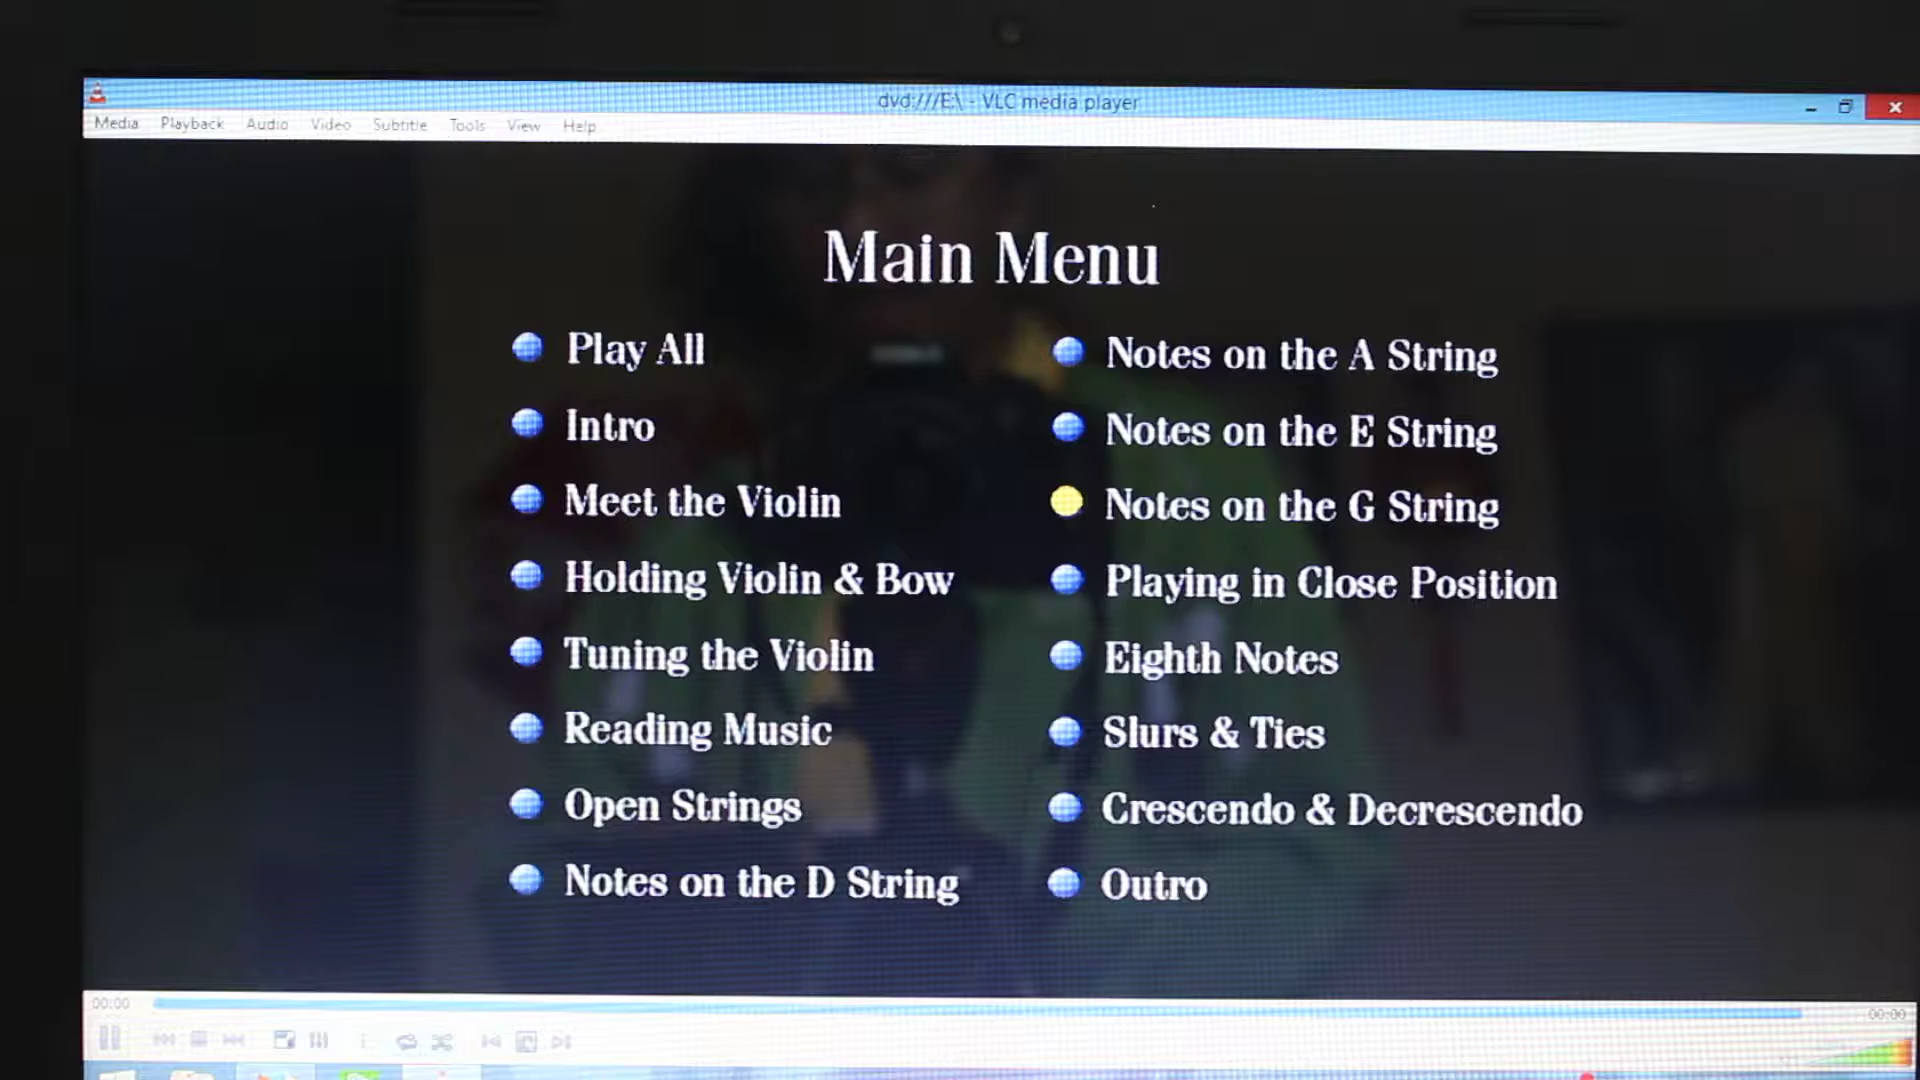 dvd:///E:\ - VLC media player
Media Playback Audio Video Subtitle Tools View Help
Main Menu
Play All
Intro
Meet the Violin
Holding Violin & Bow
Tuning the Violin
Reading Music
Open Strings
Notes on the D String
Notes on the A String
Notes on the E String
Notes on the G String
Playing in Close Position
Eighth Notes
Slurs & Ties
Crescendo & Decrescendo
Outro
00:00
00:00